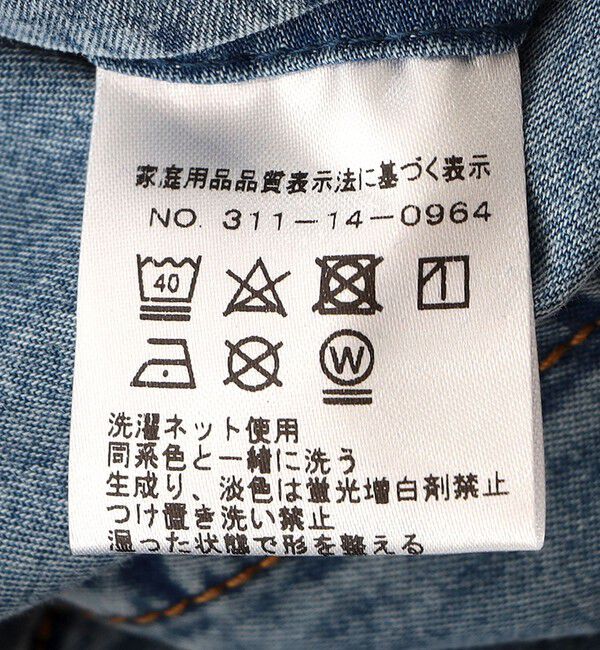 家庭用品品質表示法に基づく表示
NO. 311-14-0964
40
W
洗濯ネット使用
同系色と一緒に洗う
生成り、淡色は蛍光増白剤禁止
つけ置き洗い禁止
湿った状態で形を整える